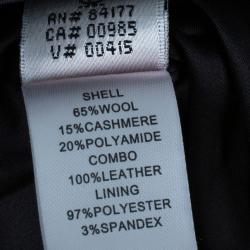 AN# 84177
CA# 00985
V# 00415
SHELL
65%WOOL
15%CASHMERE
20%POLYAMIDE
COMBO
100%LEATHER
LINING
97%POLYESTER
3%SPANDEX